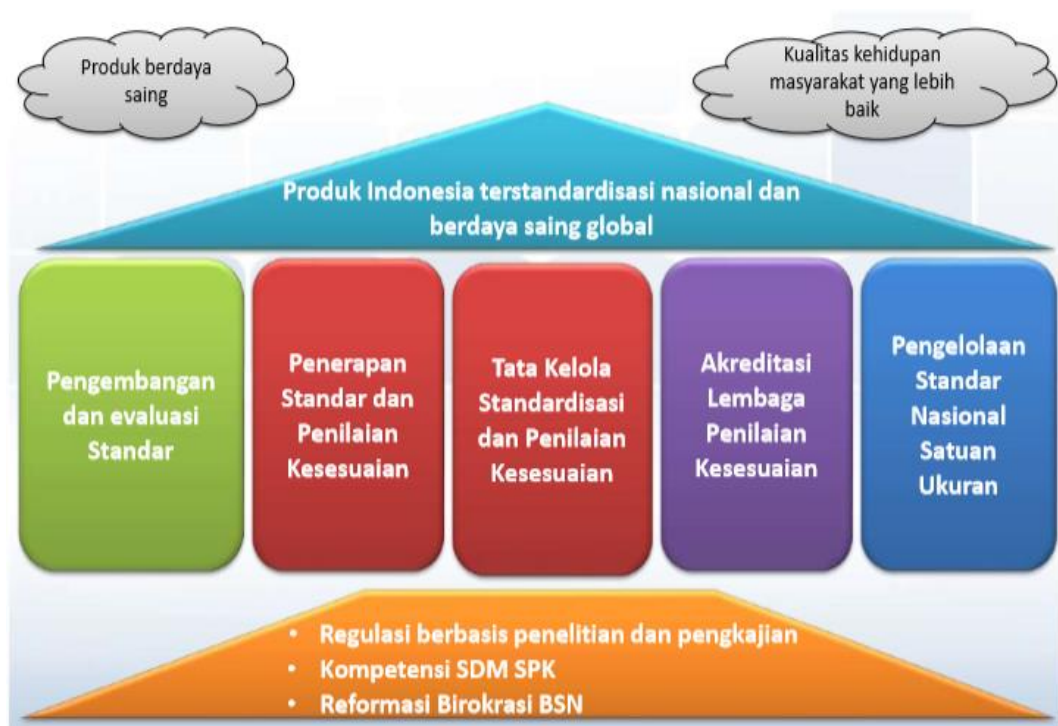 Produk berdaya
saing
Kualitas kehidupan
masyarakat yang lebih
baik
Produk Indonesia terstandardisasi nasional dan
berdaya saing global
Pengembangan
dan evaluasi
Standar
Penerapan
Standar dan
Penilaian
Kesesuaian
Tata Kelola
Standardisasi
dan Penilaian
Kesesuaian
Akreditasi
Lembaga
Penilaian
Kesesuaian
Pengelolaan
Standar
Nasional
Satuan
Ukuran
• Regulasi berbasis penelitian dan pengkajian
• Kompetensi SDM SPK
• Reformasi Birokrasi BSN